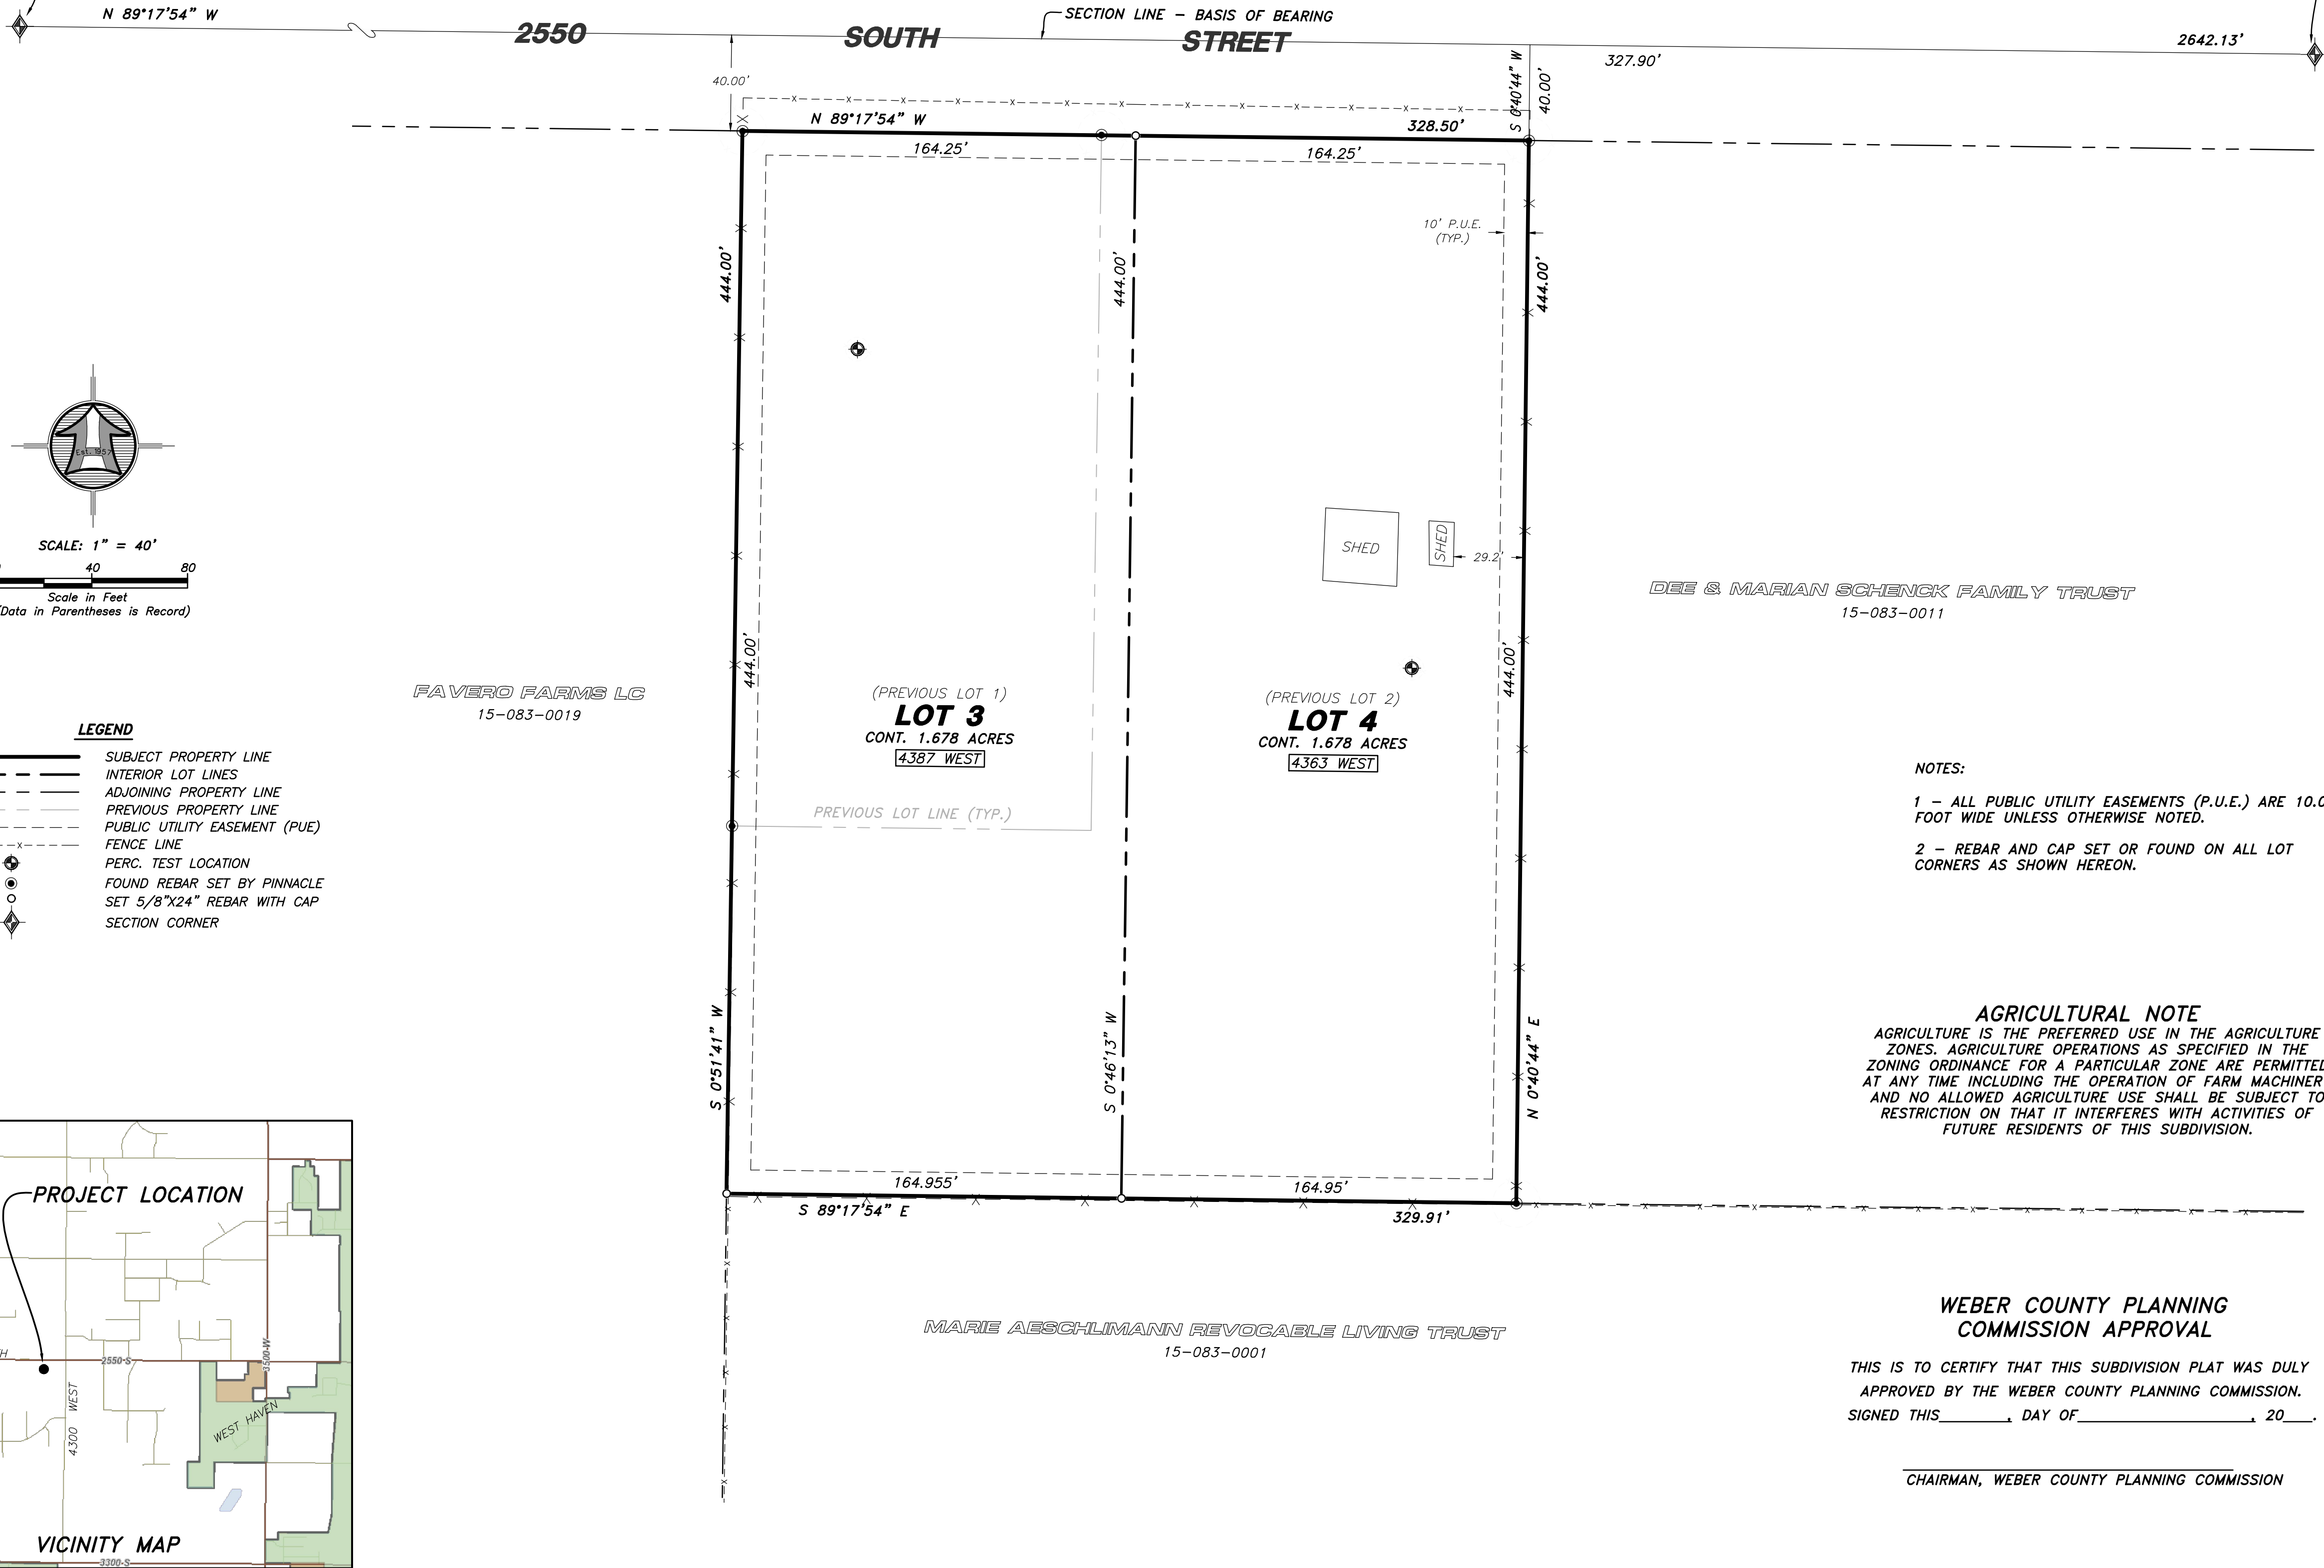 N 89°17'54" W
SECTION LINE - BASIS OF BEARING
2550 SOUTH STREET
2642.13'
327.90'
40.00'
S 0°40'44" W
40.00'
N 89°17'54" W
328.50'
164.25'
164.25'
10' P.U.E.
(TYP.)
444.00'
444.00'
444.00'
Est. 1957
SCALE: 1" = 40'
40
80
Scale in Feet
(Data in Parentheses is Record)
SHED
SHED
29.2'
DEE & MARIAN SCHENCK FAMILY TRUST
15-083-0011
444.00'
444.00'
FAVERO FARMS LC
15-083-0019
(PREVIOUS LOT 1)
LOT 3
CONT. 1.678 ACRES
4387 WEST
(PREVIOUS LOT 2)
LOT 4
CONT. 1.678 ACRES
4363 WEST
PREVIOUS LOT LINE (TYP.)
LEGEND
SUBJECT PROPERTY LINE
INTERIOR LOT LINES
ADJOINING PROPERTY LINE
PREVIOUS PROPERTY LINE
PUBLIC UTILITY EASEMENT (PUE)
FENCE LINE
PERC. TEST LOCATION
FOUND REBAR SET BY PINNACLE
SET 5/8"X24" REBAR WITH CAP
SECTION CORNER
NOTES:
1 - ALL PUBLIC UTILITY EASEMENTS (P.U.E.) ARE 10.0
FOOT WIDE UNLESS OTHERWISE NOTED.
2 - REBAR AND CAP SET OR FOUND ON ALL LOT
CORNERS AS SHOWN HEREON.
AGRICULTURAL NOTE
AGRICULTURE IS THE PREFERRED USE IN THE AGRICULTURE
ZONES. AGRICULTURE OPERATIONS AS SPECIFIED IN THE
ZONING ORDINANCE FOR A PARTICULAR ZONE ARE PERMITTED
AT ANY TIME INCLUDING THE OPERATION OF FARM MACHINER
AND NO ALLOWED AGRICULTURE USE SHALL BE SUBJECT TO
RESTRICTION ON THAT IT INTERFERES WITH ACTIVITIES OF
FUTURE RESIDENTS OF THIS SUBDIVISION.
S 0°51'41" W
S 0°46'13" W
N 0°40'44" E
164.955'
164.95'
S 89°17'54" E
329.91'
MARIE AESCHLIMANN REVOCABLE LIVING TRUST
15-083-0001
PROJECT LOCATION
H
2550-S
3500-W
4300 WEST
WEST HAVEN
VICINITY MAP
3300-S
WEBER COUNTY PLANNING
COMMISSION APPROVAL
THIS IS TO CERTIFY THAT THIS SUBDIVISION PLAT WAS DULY
APPROVED BY THE WEBER COUNTY PLANNING COMMISSION.
SIGNED THIS________, DAY OF____________________, 20___.
CHAIRMAN, WEBER COUNTY PLANNING COMMISSION